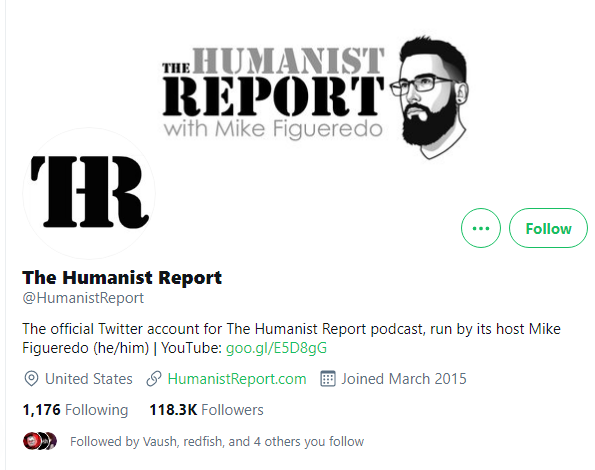 THE HUMANIST
REPORT
with Mike Figueredo
THR
Follow
The Humanist Report
@HumanistReport
The official Twitter account for The Humanist Report podcast, run by its host Mike
Figueredo (he/him) | YouTube: goo.gl/E5D8gG
United States HumanistReport.com Joined March 2015
1,176 Following 118.3K Followers
Followed by Vaush, redfish, and 4 others you follow